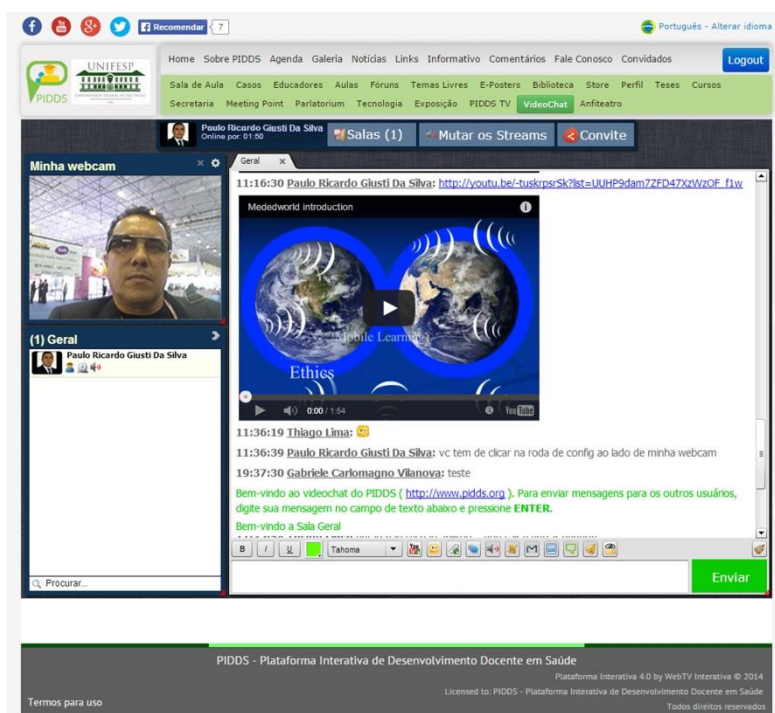 Recomendar 7
Português - Alterar idioma
PIDDS
UNIFESP
Home Sobre PIDDS Agenda Galeria Notícias Links Informativo Comentários Fale Conosco Convidados
Logout
Sala de Aula Casos Educadores Aulas Fóruns Temas Livres E-Posters Biblioteca Store Perfil Teses Cursos
Secretaria Meeting Point Parlatorium Tecnologia Exposição PIDDS TV VideoChat Anfiteatro
Paulo Ricardo Giusti Da Silva
Online por: 01:50
Salas (1)
Mutar os Streams
Convite
Minha webcam
Geral x
11:16:30 Paulo Ricardo Giusti Da Silva: http://youtu.be/-tuskrpsrSk?list=UUHP9dam7ZFD47XzWzOF_f1w
Mededworld introduction
Mobile Learning
Ethics
0:00 / 1:54
YouTube
(1) Geral
Paulo Ricardo Giusti Da Silva
11:36:19 Thiago Lima:
11:36:39 Paulo Ricardo Giusti Da Silva: vc tem de clicar na roda de config ao lado de minha webcam
19:37:30 Gabriele Carlomagno Vilanova: teste
Bem-vindo ao videochat do PIDDS ( http://www.pidds.org ). Para enviar mensagens para os outros usuários,
digite sua mensagem no campo de texto abaixo e pressione ENTER.
Bem-vindo a Sala Geral
B I U Tahoma
Procurar...
Enviar
PIDDS - Plataforma Interativa de Desenvolvimento Docente em Saúde
Plataforma Interativa 4.0 by WebTV Interativa © 2014
Licensed to: PIDDS - Plataforma Interativa de Desenvolvimento Docente em Saúde
Termos para uso
Todos direitos reservados